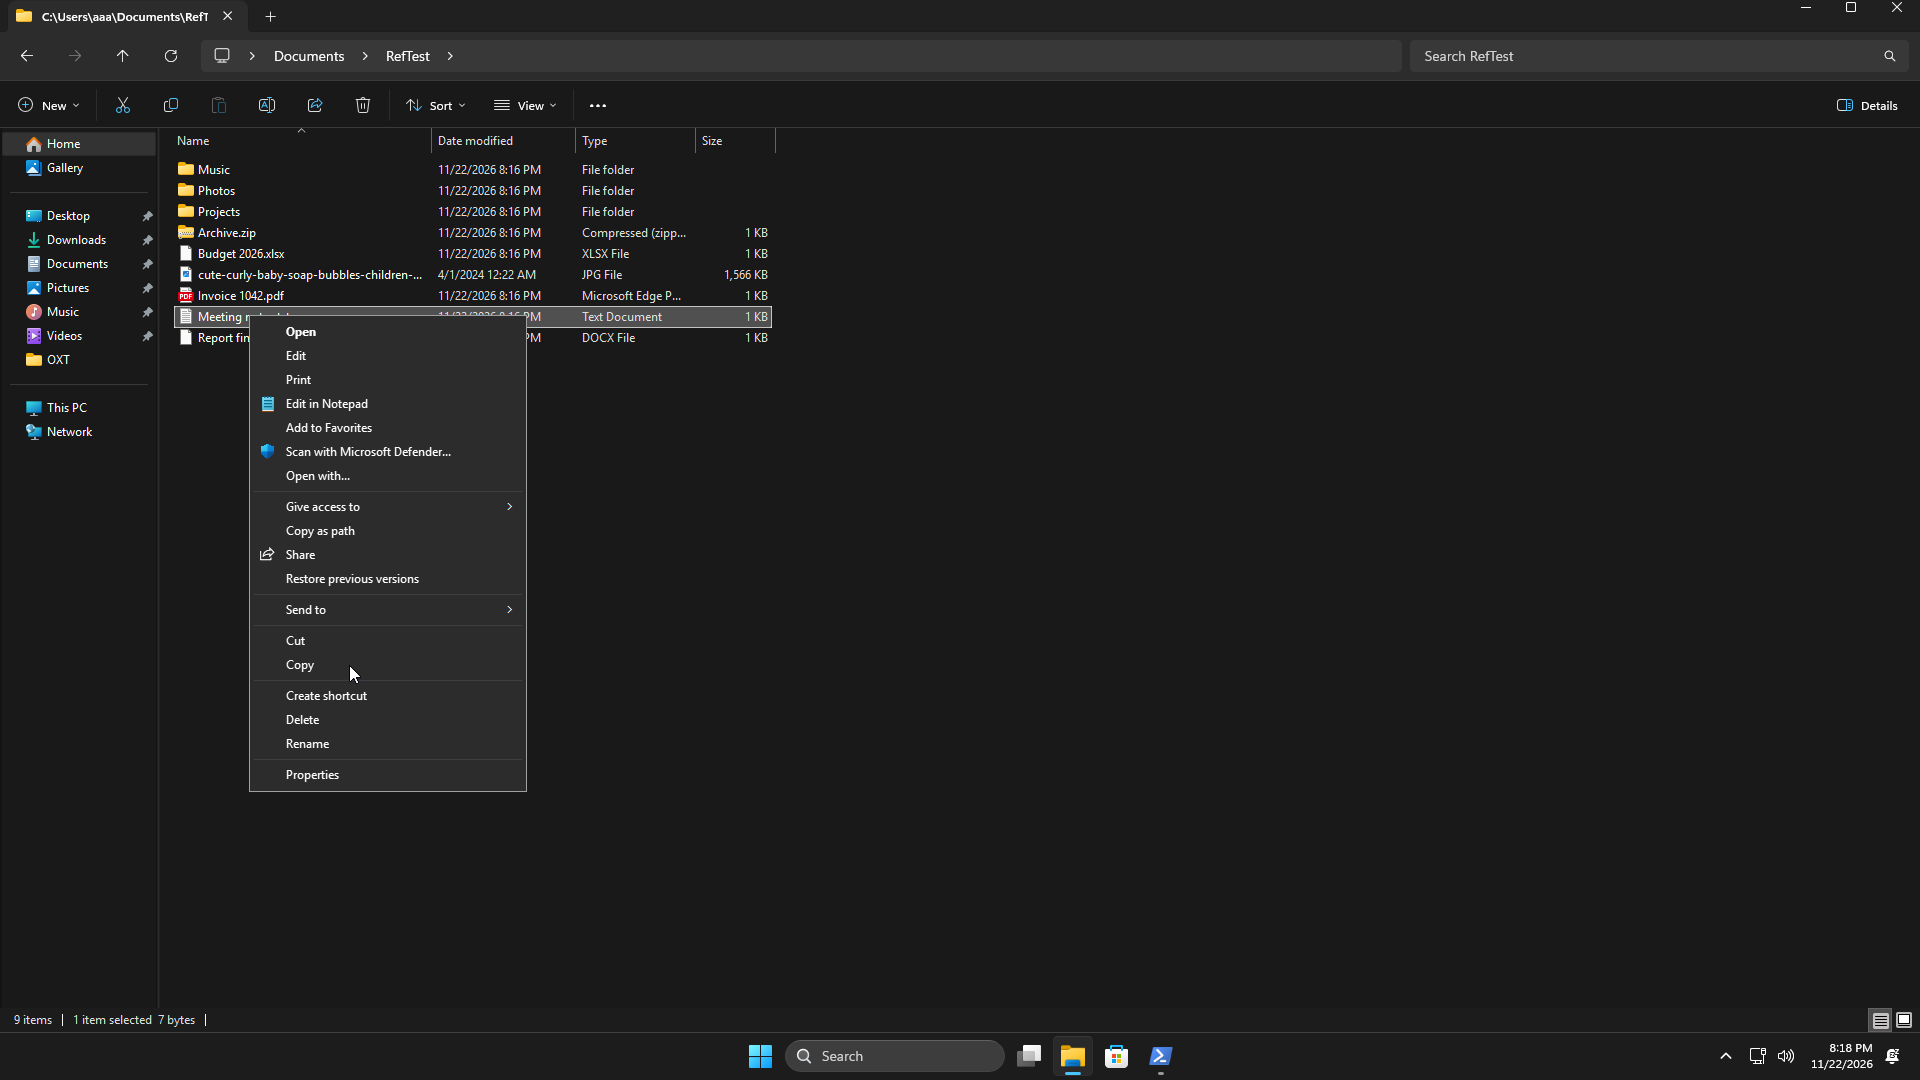 C:\Users\aaa\Documents\RefT
Documents
RefTest
Search RefTest
New
Sort
View
Details
Home
Gallery
Desktop
Downloads
Documents
Pictures
Music
Videos
OXT
This PC
Network
Name Date modified Type Size
Music 11/22/2026 8:16 PM File folder
Photos 11/22/2026 8:16 PM File folder
Projects 11/22/2026 8:16 PM File folder
Archive.zip 11/22/2026 8:16 PM Compressed (zipp... 1 KB
Budget 2026.xlsx 11/22/2026 8:16 PM XLSX File 1 KB
cute-curly-baby-soap-bubbles-children-... 4/1/2024 12:22 AM JPG File 1,566 KB
PDF Invoice 1042.pdf 11/22/2026 8:16 PM Microsoft Edge P... 1 KB
Meeting Text Document 1 KB
Report PM DOCX File 1 KB
Open
Edit
Print
Edit in Notepad
Add to Favorites
Scan with Microsoft Defender...
Open with...
Give access to
Copy as path
Share
Restore previous versions
Send to
Cut
Copy
Create shortcut
Delete
Rename
Properties
9 items 1 item selected 7 bytes
Search
8:18 PM
11/22/2026